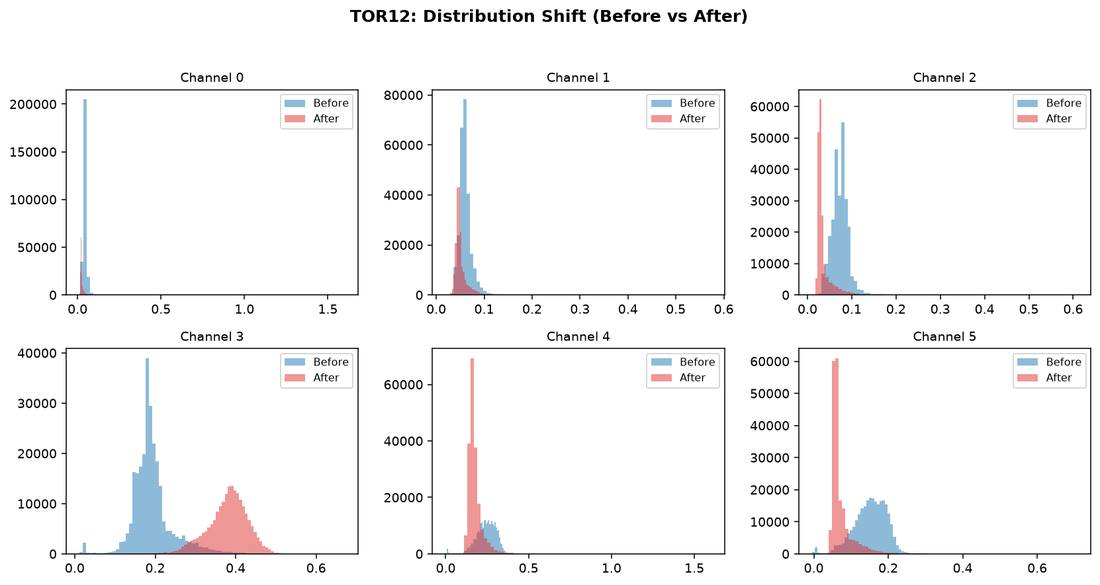 TOR12: Distribution Shift (Before vs After)
Channel 0
Before
After
200000
150000
100000
50000
0
0.0 0.5 1.0 1.5
Channel 1
Before
After
80000
60000
40000
20000
0
0.0 0.1 0.2 0.3 0.4 0.5 0.6
Channel 2
Before
After
60000
50000
40000
30000
20000
10000
0
0.0 0.1 0.2 0.3 0.4 0.5 0.6
Channel 3
Before
After
40000
30000
20000
10000
0
0.0 0.2 0.4 0.6
Channel 4
Before
After
60000
40000
20000
0
0.0 0.5 1.0 1.5
Channel 5
Before
After
60000
50000
40000
30000
20000
10000
0
0.0 0.2 0.4 0.6